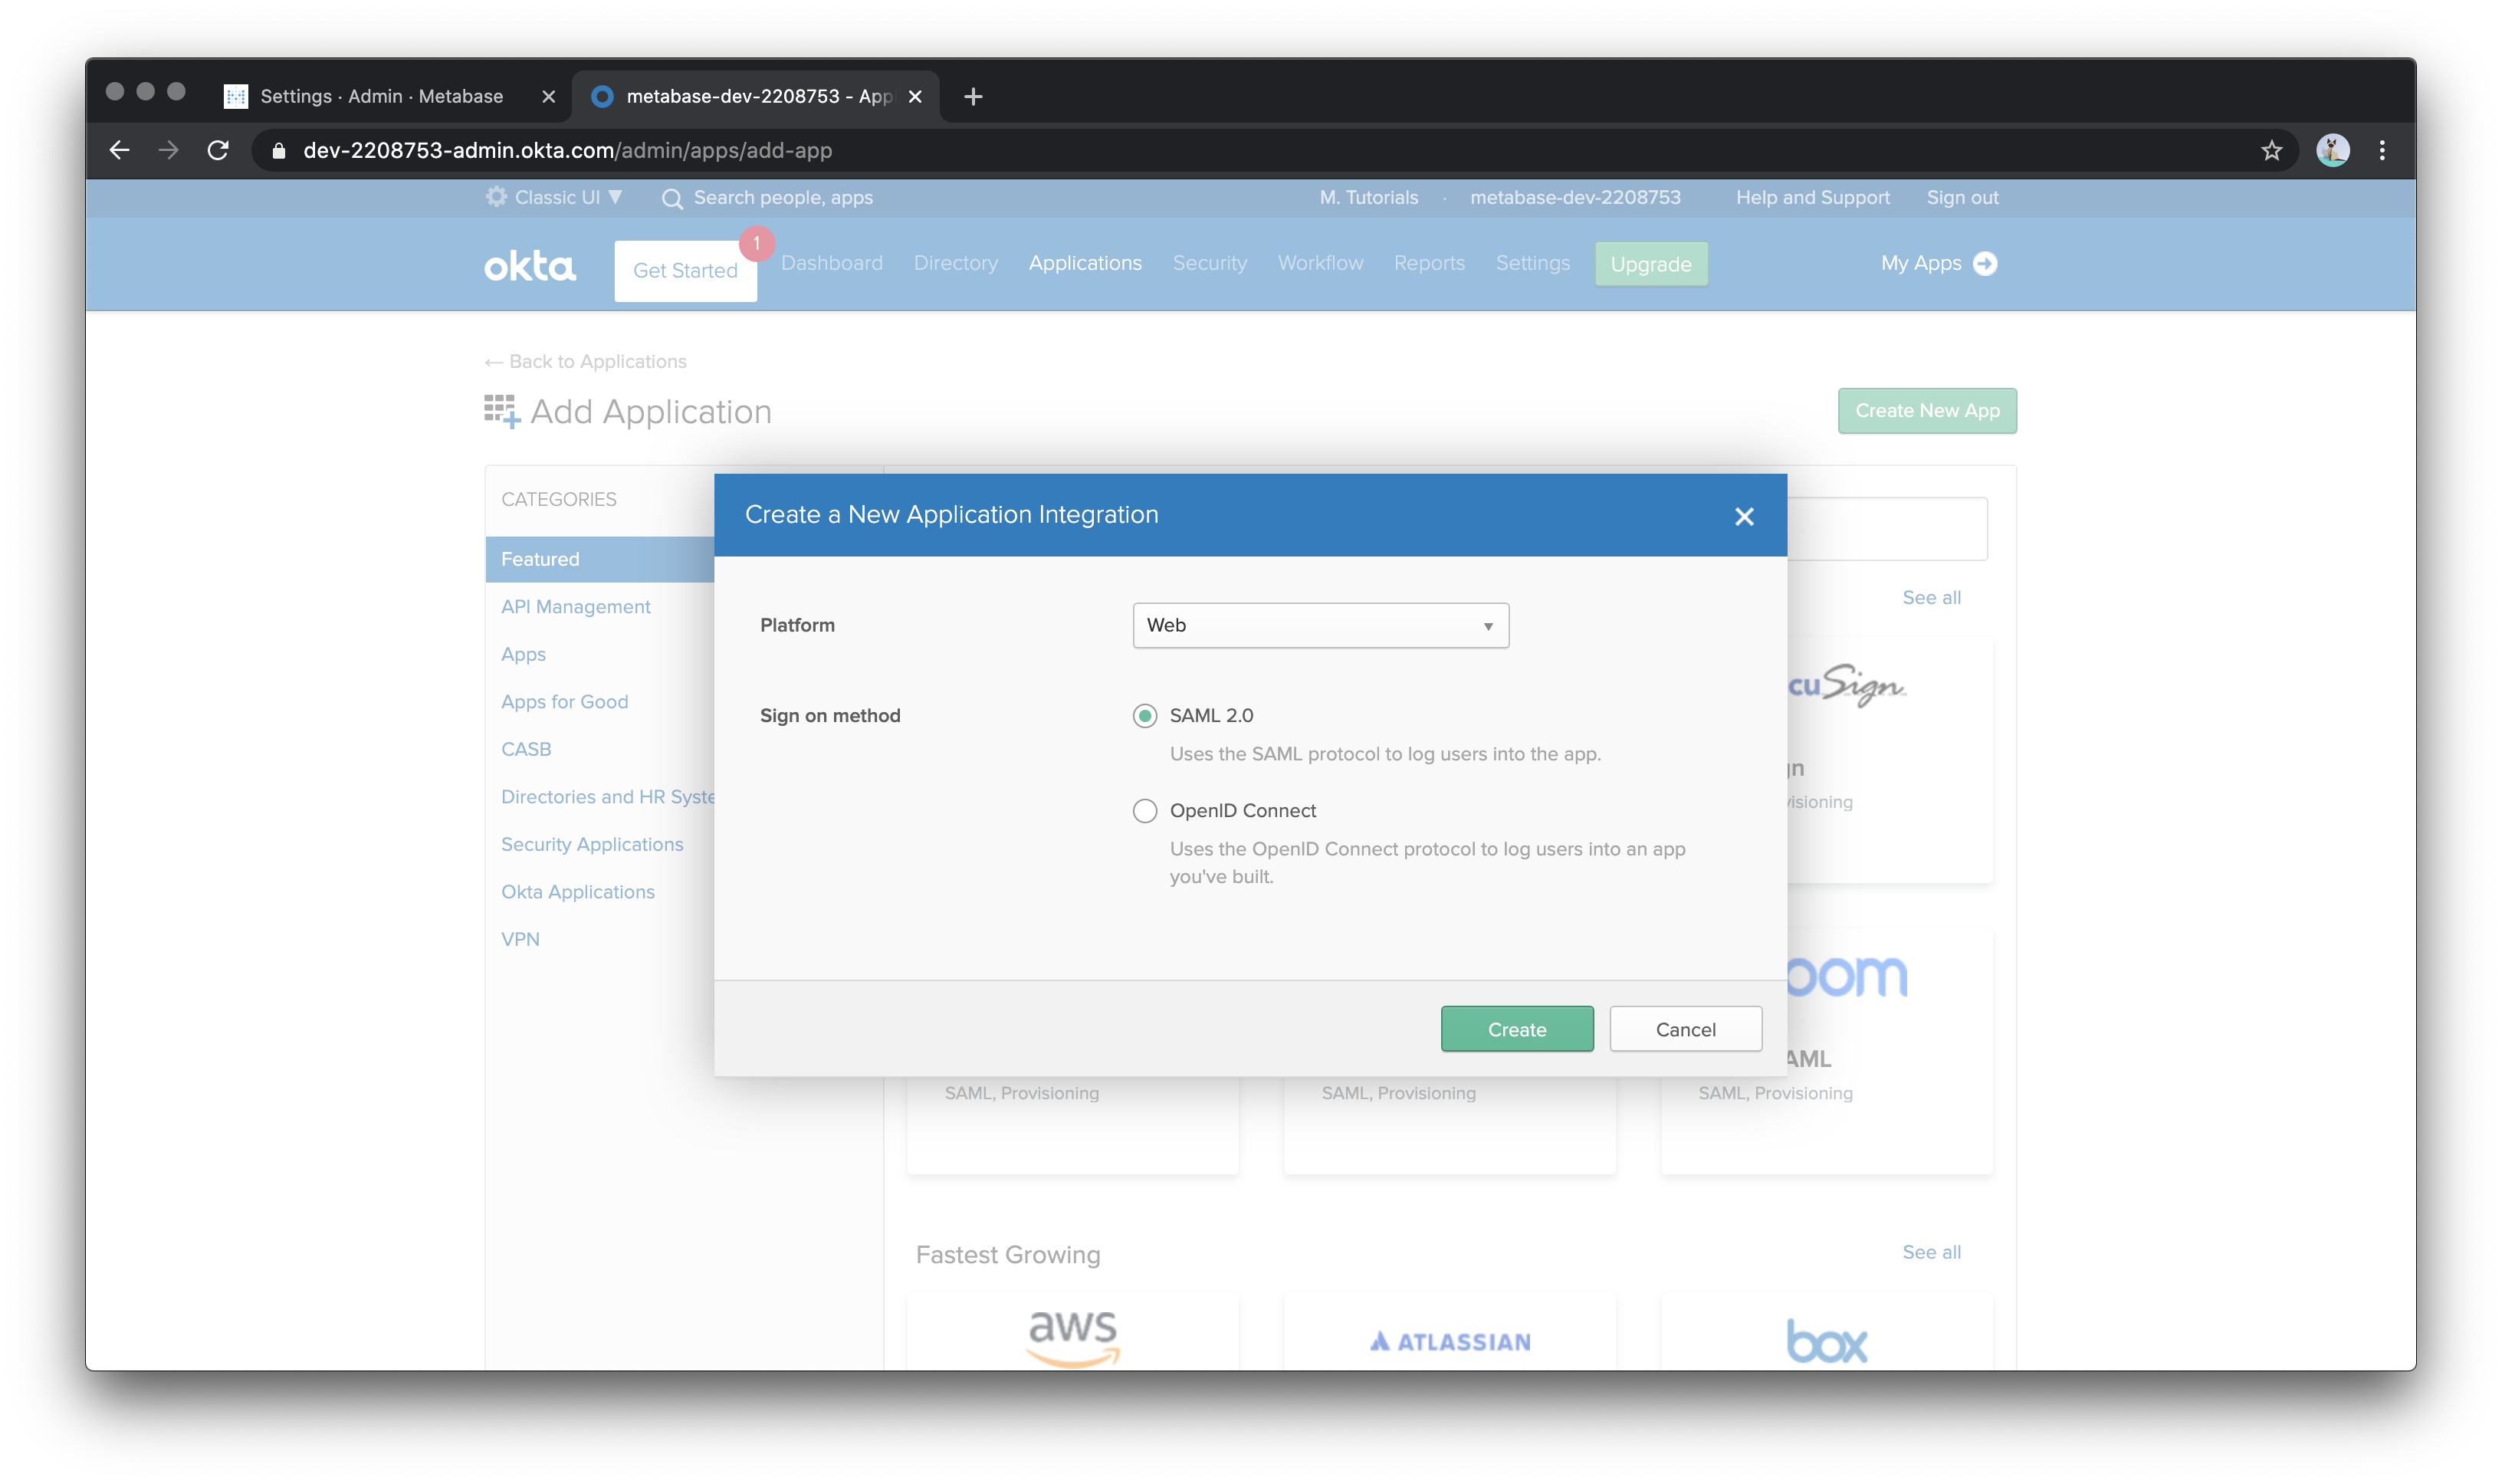 Settings · Admin · Metabase
metabase-dev-2208753 - App
dev-2208753-admin.okta.com/admin/apps/add-app
Classic UI
Search people, apps
M. Tutorials · metabase-dev-2208753
Help and Support
Sign out
okta
Get Started
1
Dashboard
Directory
Applications
Security
Workflow
Reports
Settings
Upgrade
My Apps
← Back to Applications
Add Application
Create New App
CATEGORIES
Featured
API Management
Apps
Apps for Good
CASB
Directories and HR Syste
Security Applications
Okta Applications
VPN
Create a New Application Integration
Platform
Web
Sign on method
SAML 2.0
Uses the SAML protocol to log users into the app.
OpenID Connect
Uses the OpenID Connect protocol to log users into an app
you've built.
Create
Cancel
See all
cuSign
gn
visioning
oom
AML
SAML, Provisioning
SAML, Provisioning
SAML, Provisioning
Fastest Growing
See all
aws
ATLASSIAN
box